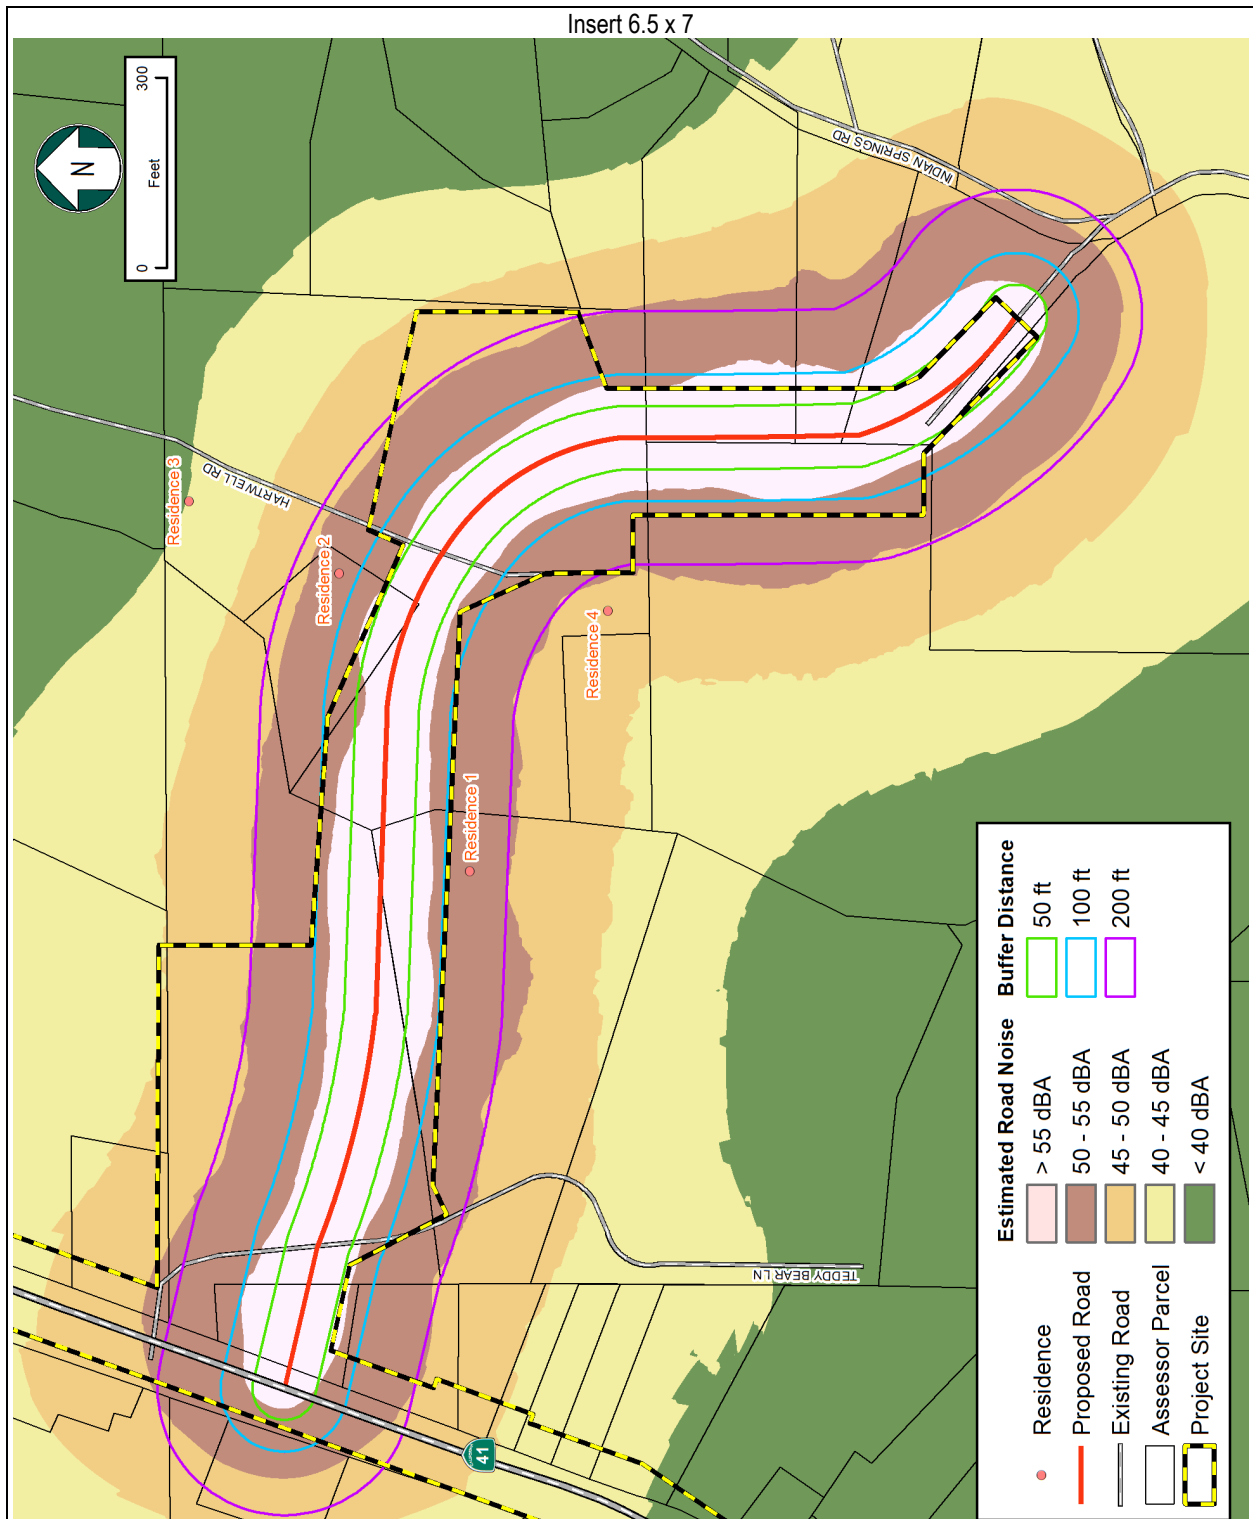 Insert 6.5 x 7
N
0
300
Feet
INDIAN SPRINGS RD
HARTWELL RD
Residence 3
Residence 2
Residence 4
Residence 1
TEDDY BEAR LN
41
Residence
Proposed Road
Existing Road
Assessor Parcel
Project Site
Estimated Road Noise
> 55 dBA
50 - 55 dBA
45 - 50 dBA
40 - 45 dBA
< 40 dBA
Buffer Distance
50 ft
100 ft
200 ft